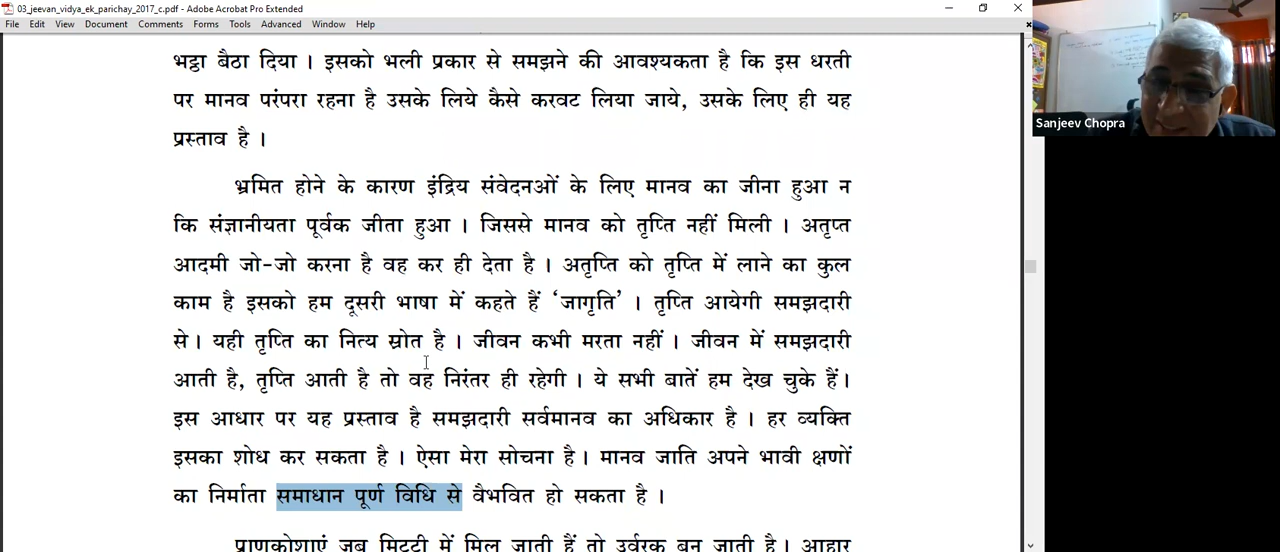 03_jeevan_vidya_ek_parichay_2017_c.pdf - Adobe Acrobat Pro Extended
File Edit View Document Comments Forms Tools Advanced Window Help
भट्ठा बैठा दिया । इसको भली प्रकार से समझने की आवश्यकता है कि इस धरती
पर मानव परंपरा रहना है उसके लिये कैसे करवट लिया जाये, उसके लिए ही यह
प्रस्ताव है ।
भ्रमित होने के कारण इंद्रिय संवेदनओं के लिए मानव का जीना हुआ न
कि संज्ञानीयता पूर्वक जीता हुआ । जिससे मानव को तृप्ति नहीं मिली । अतृप्त
आदमी जो-जो करना है वह कर ही देता है । अतृप्ति को तृप्ति में लाने का कुल
काम है इसको हम दूसरी भाषा में कहते हैं ‘जागृति’ । तृप्ति आयेगी समझदारी
से । यही तृप्ति का नित्य स्रोत है । जीवन कभी मरता नहीं । जीवन में समझदारी
आती है, तृप्ति आती है तो वह निरंतर ही रहेगी । ये सभी बातें हम देख चुके हैं।
इस आधार पर यह प्रस्ताव है समझदारी सर्वमानव का अधिकार है । हर व्यक्ति
इसका शोध कर सकता है । ऐसा मेरा सोचना है । मानव जाति अपने भावी क्षणों
का निर्माता समाधान पूर्ण विधि से वैभवित हो सकता है ।
प्राणकोशाएं जब मिट्टी में मिल जाती हैं तो उर्वरक बन जाती है । आहार
Sanjeev Chopra